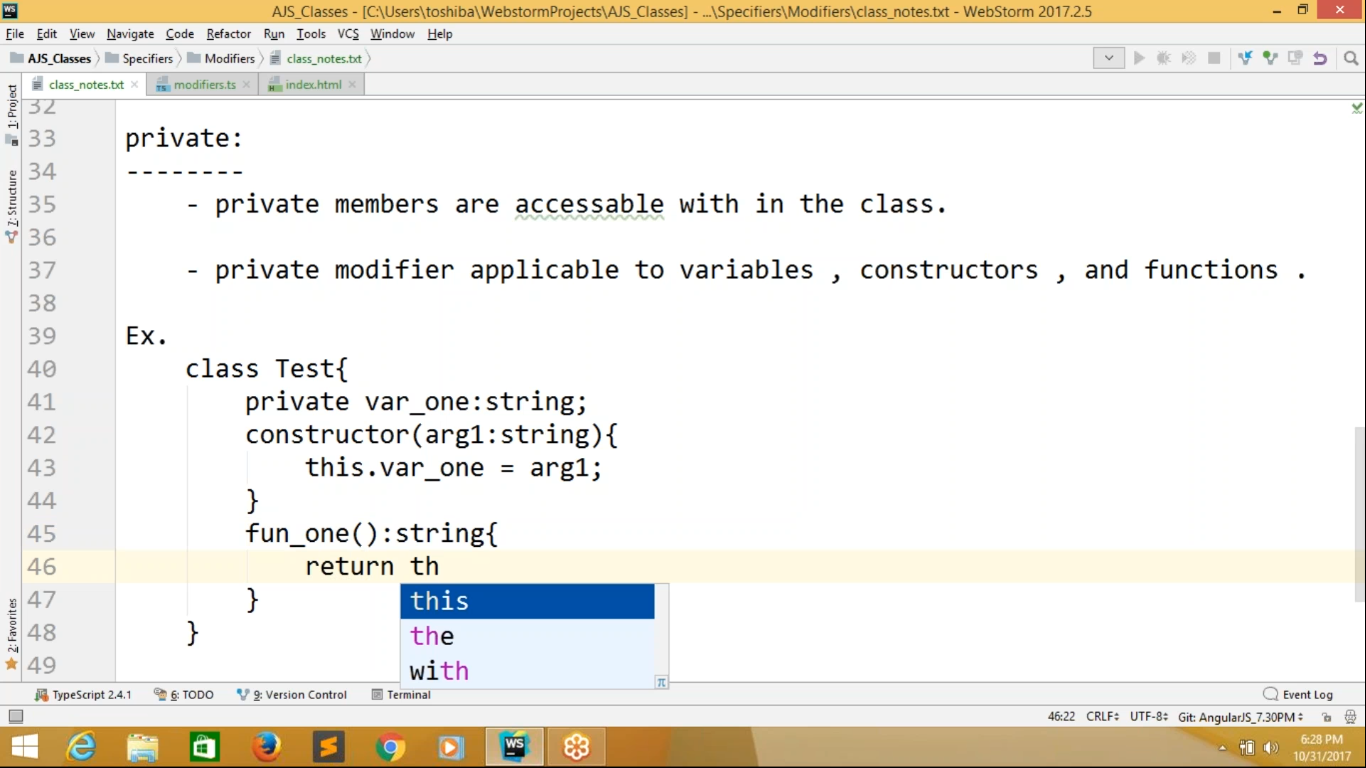 AJS_Classes - [C:\Users\toshiba\WebstormProjects\AJS_Classes] - ...\Specifiers\Modifiers\class_notes.txt - WebStorm 2017.2.5
File Edit View Navigate Code Refactor Run Tools VCS Window Help
AJS_Classes Specifiers Modifiers class_notes.txt
class_notes.txt modifiers.ts index.html
1: Project
7: Structure
2: Favorites
32
33 private:
34 --------
35 - private members are accessable with in the class.
36
37 - private modifier applicable to variables , constructors , and functions .
38
39 Ex.
40 class Test{
41 private var_one:string;
42 constructor(arg1:string){
43 this.var_one = arg1;
44 }
45 fun_one():string{
46 return th
47 }
48 }
49
this
the
with
π
TypeScript 2.4.1 6: TODO 9: Version Control Terminal Event Log
46:22 CRLF÷ UTF-8÷ Git: AngularJS_7.30PM÷
6:28 PM
10/31/2017